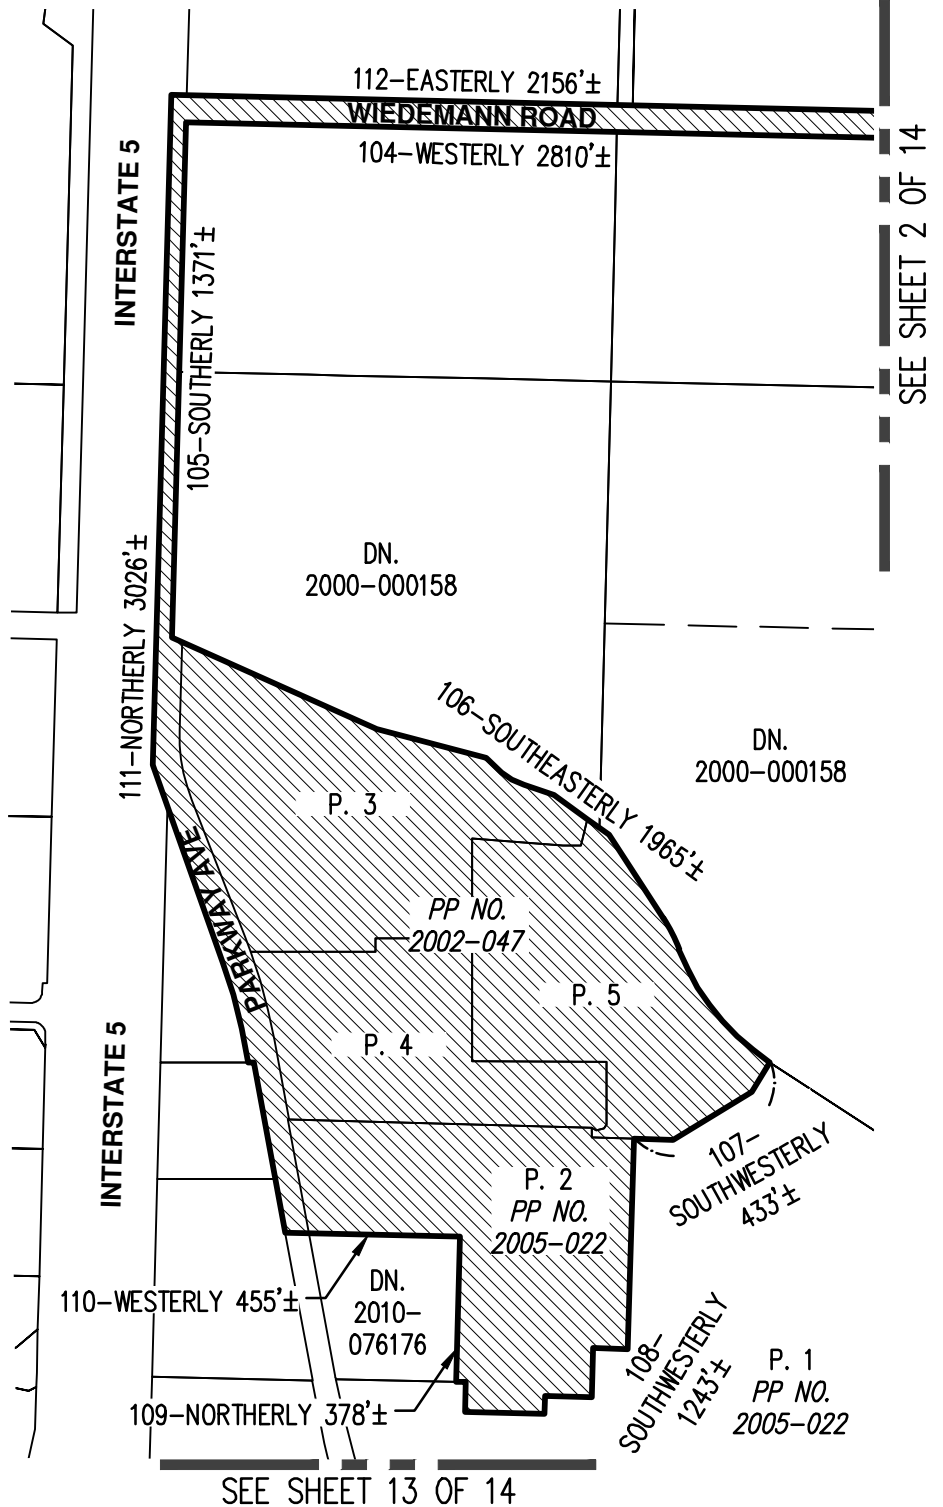 112-EASTERLY 2156'±
WIEDEMANN ROAD
104-WESTERLY 2810'±
INTERSTATE 5
105-SOUTHERLY 1371'±
SEE SHEET 2 OF 14
DN.
2000-000158
111-NORTHERLY 3026'±
106-SOUTHEASTERLY 1965'±
DN.
2000-000158
P. 3
PARKWAY AVE
PP NO.
2002-047
P. 5
P. 4
INTERSTATE 5
107-
SOUTHWESTERLY
433'±
P. 2
PP NO.
2005-022
110-WESTERLY 455'±
DN.
2010-
076176
108-
SOUTHWESTERLY
1243'±
P. 1
PP NO.
2005-022
109-NORTHERLY 378'±
SEE SHEET 13 OF 14